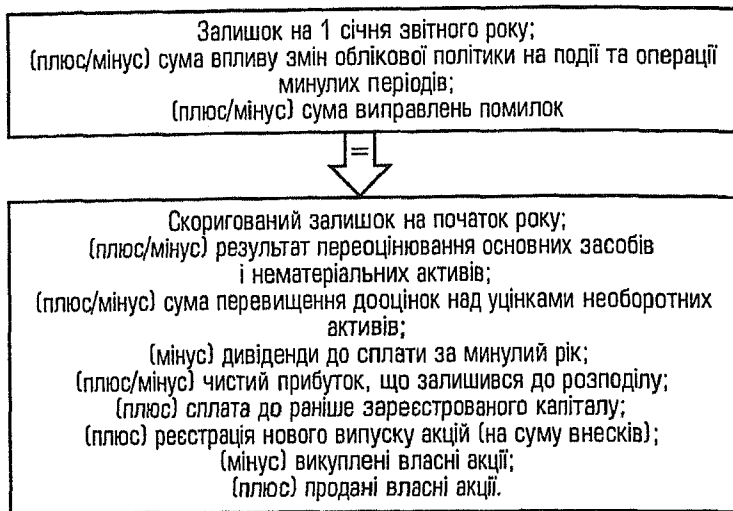 Залишок на 1 січня звітного року;
(плюс/мінус) сума впливу змін облікової політики на події та операції
минулих періодів;
(плюс/мінус) сума виправлень помилок
=
Скоригований залишок на початок року;
(плюс/мінус) результат переоцінювання основних засобів
і нематеріальних активів;
(плюс/мінус) сума перевищення дооцінок над уцінками необоротних
активів;
(мінус) дивіденди до сплати за минулий рік;
(плюс/мінус) чистий прибуток, що залишився до розподілу;
(плюс) сплата до раніше зареєстрованого капіталу;
(плюс) реєстрація нового випуску акцій (на суму внесків);
(мінус) викуплені власні акції;
(плюс) продані власні акції.